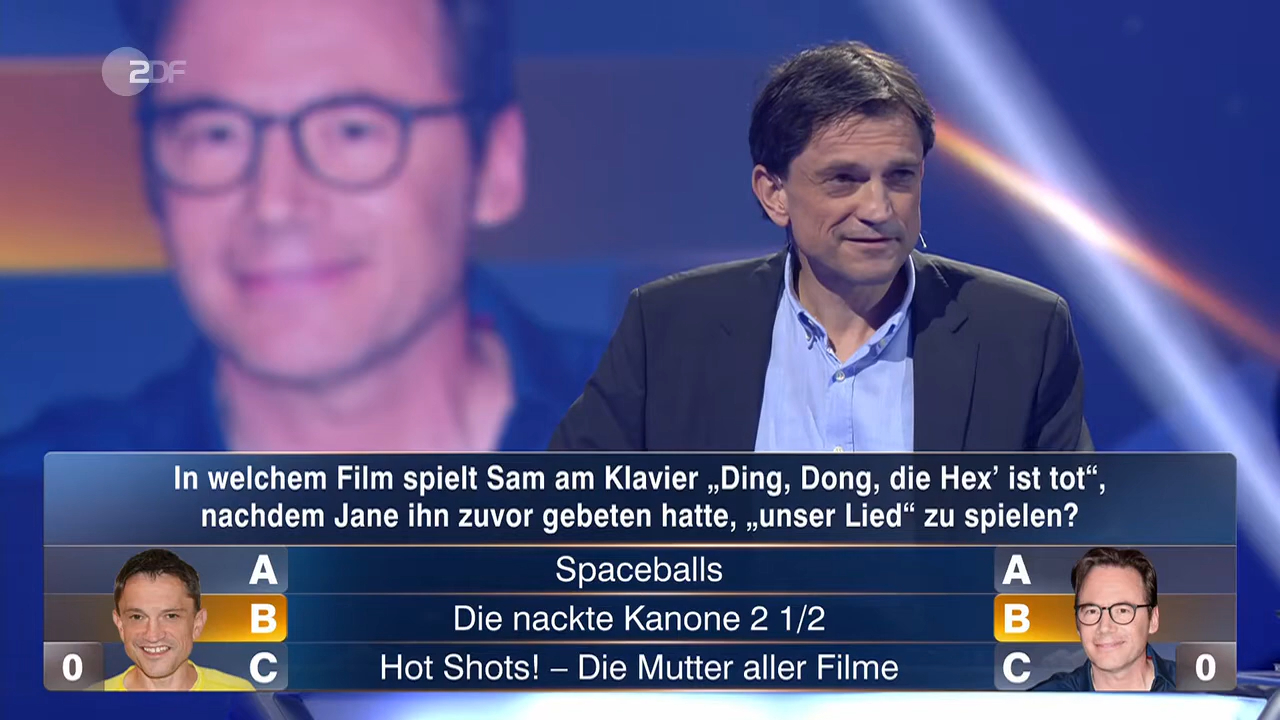 2DF
In welchem Film spielt Sam am Klavier „Ding, Dong, die Hex’ ist tot“,
nachdem Jane ihn zuvor gebeten hatte, „unser Lied“ zu spielen?
A Spaceballs A
B Die nackte Kanone 2 1/2 B
0 C Hot Shots! – Die Mutter aller Filme C 0